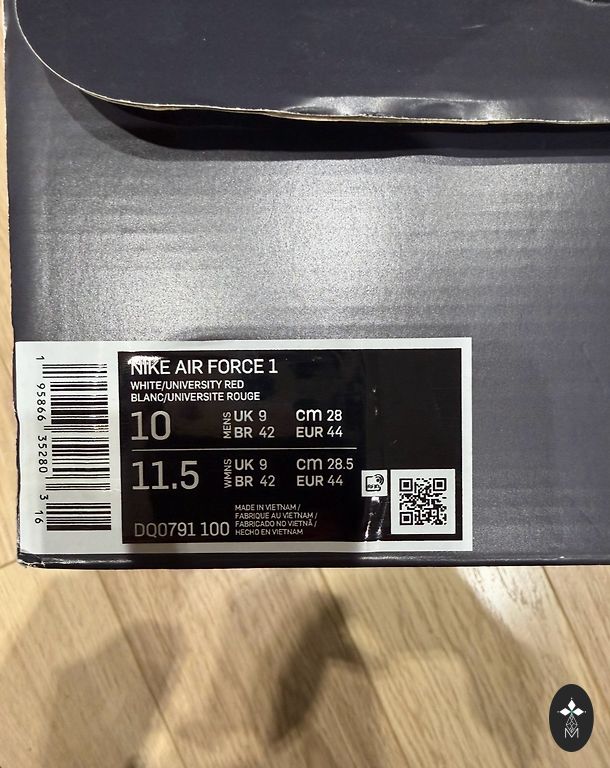 NIKE AIR FORCE 1
WHITE/UNIVERSITY RED
BLANC/UNIVERSITE ROUGE
10 MENS UK 9 cm 28
BR 42 EUR 44
11.5 WMNS UK 9 cm 28.5
BR 42 EUR 44
MADE IN VIETNAM /
FABRIQUE AU VIETNAM /
FABRICADO NO VIETNÃ /
HECHO EN VIETNAM
DQ0791 100
1 95866 35280 3 16
M